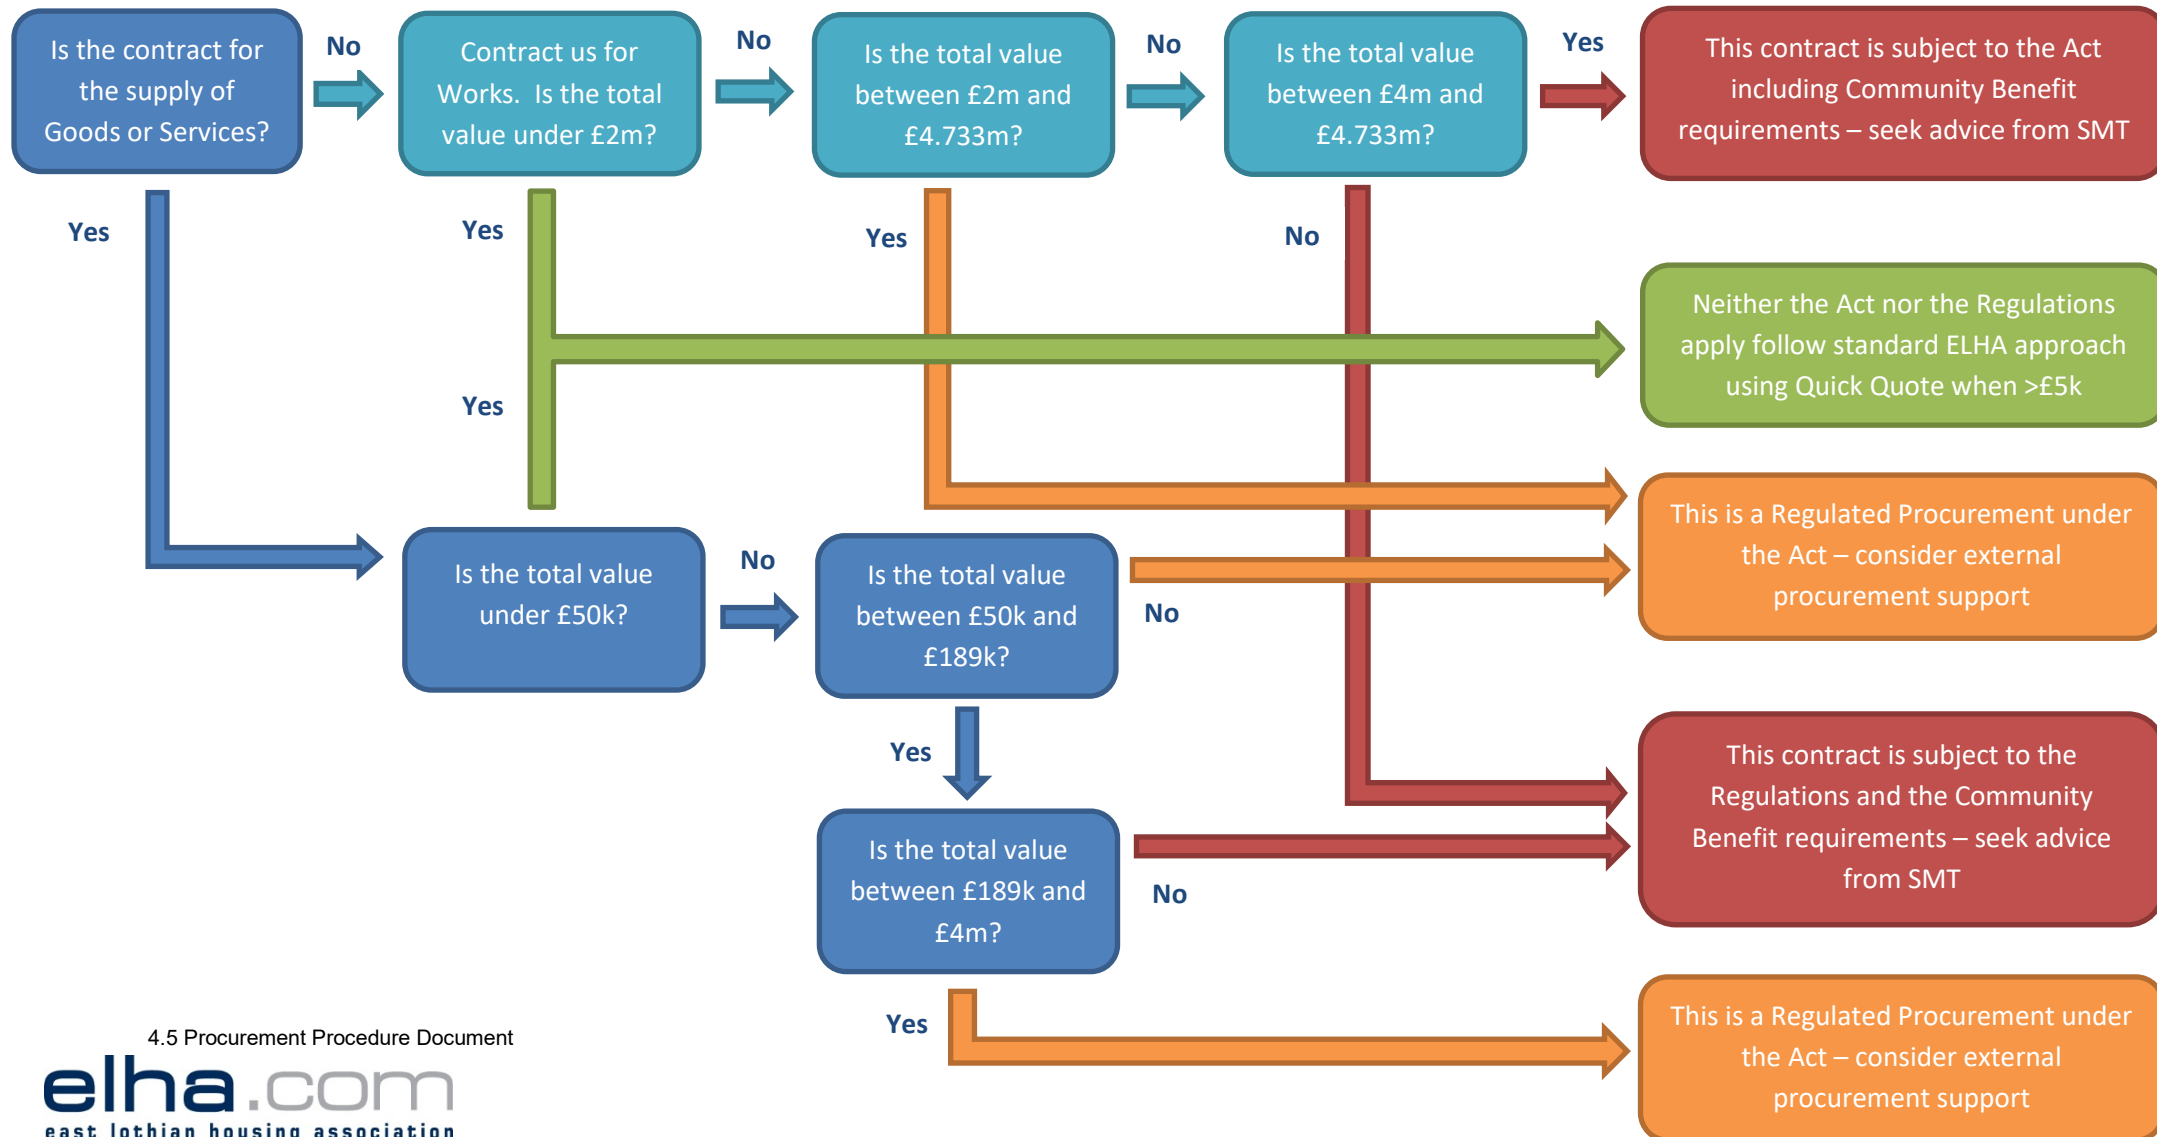 Is the contract for
the supply of
Goods or Services?
No
Contract us for
Works. Is the total
value under £2m?
No
Is the total value
between £2m and
£4.733m?
No
Is the total value
between £4m and
£4.733m?
Yes
This contract is subject to the Act
including Community Benefit
requirements – seek advice from SMT
Yes
Yes
Yes
No
Neither the Act nor the Regulations
apply follow standard ELHA approach
using Quick Quote when >£5k
Yes
Is the total value
under £50k?
No
Is the total value
between £50k and
£189k?
No
This is a Regulated Procurement under
the Act – consider external
procurement support
Yes
Is the total value
between £189k and
£4m?
No
This contract is subject to the
Regulations and the Community
Benefit requirements – seek advice
from SMT
Yes
This is a Regulated Procurement under
the Act – consider external
procurement support
4.5 Procurement Procedure Document
elha.com
east lothian housing association